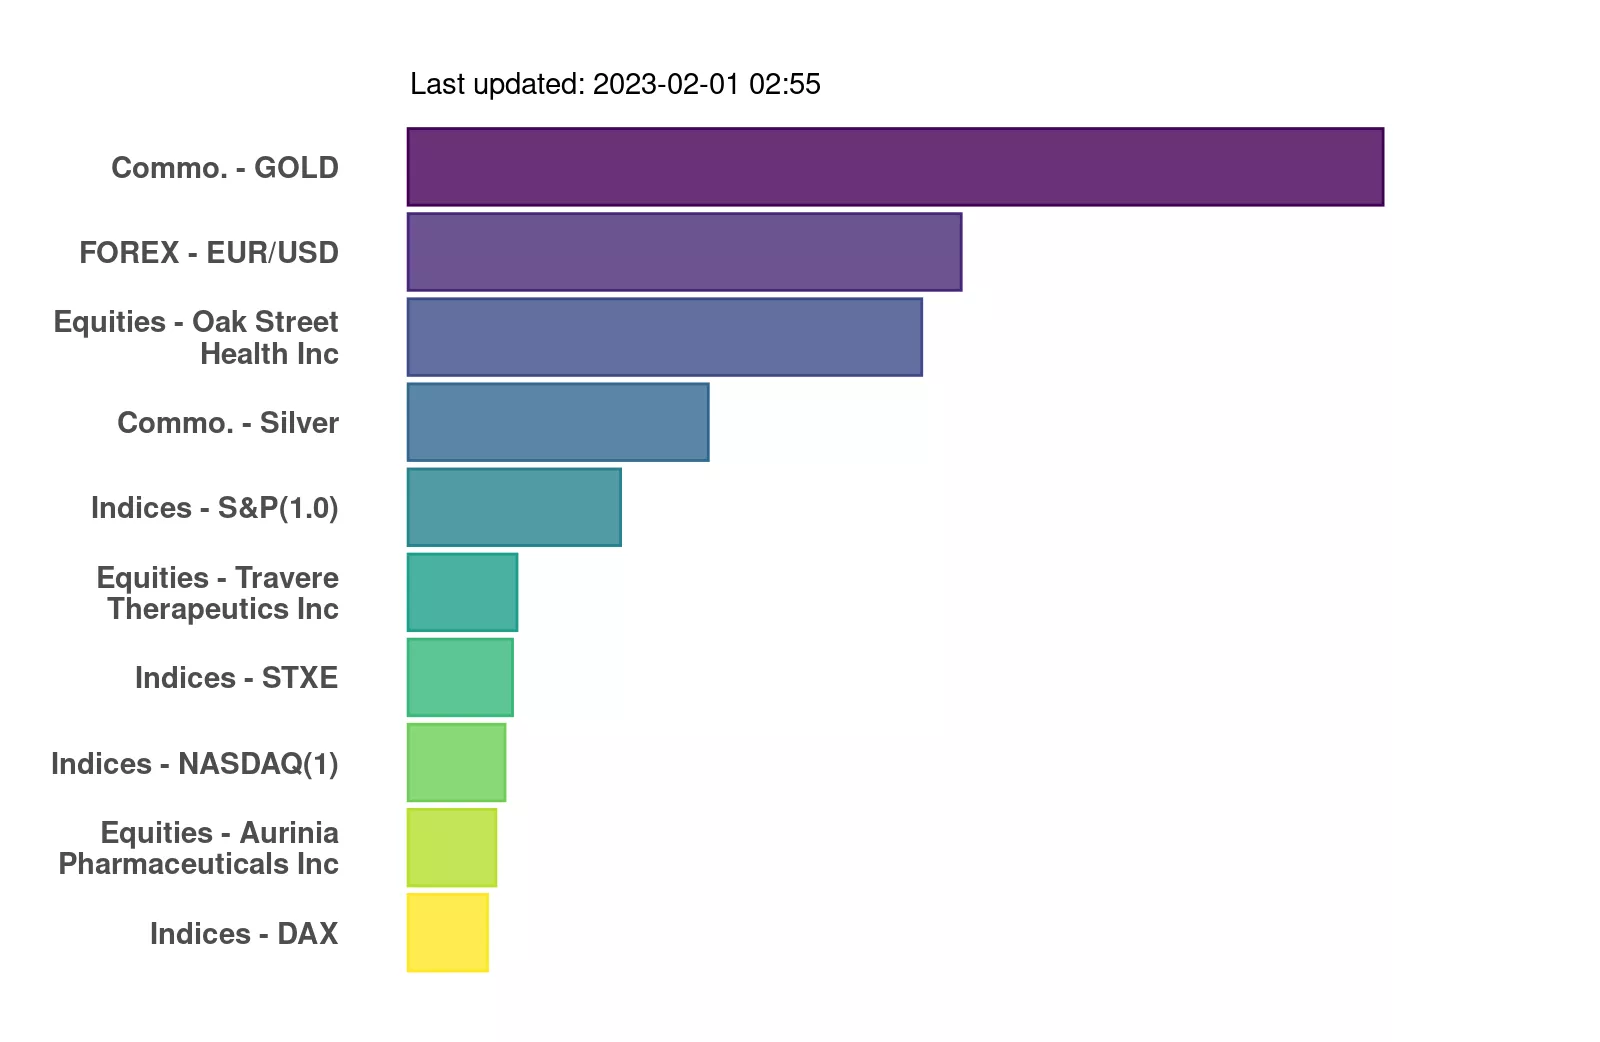 Last updated: 2023-02-01 02:55
Commo. - GOLD
FOREX - EUR/USD
Equities - Oak Street
Health Inc
Commo. - Silver
Indices - S&P(1.0)
Equities - Travere
Therapeutics Inc
Indices - STXE
Indices - NASDAQ(1)
Equities - Aurinia
Pharmaceuticals Inc
Indices - DAX